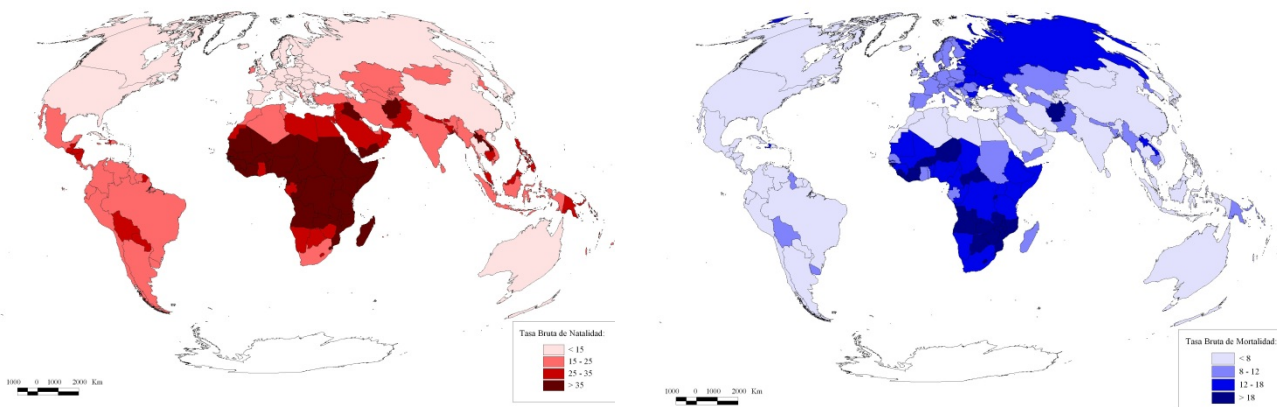 Tasa Bruta de Natalidad:
< 15
15 - 25
25 - 35
> 35
1000 0 1000 2000 Km
Tasa Bruta de Mortalidad:
< 8
8 - 12
12 - 18
> 18
1000 0 1000 2000 Km